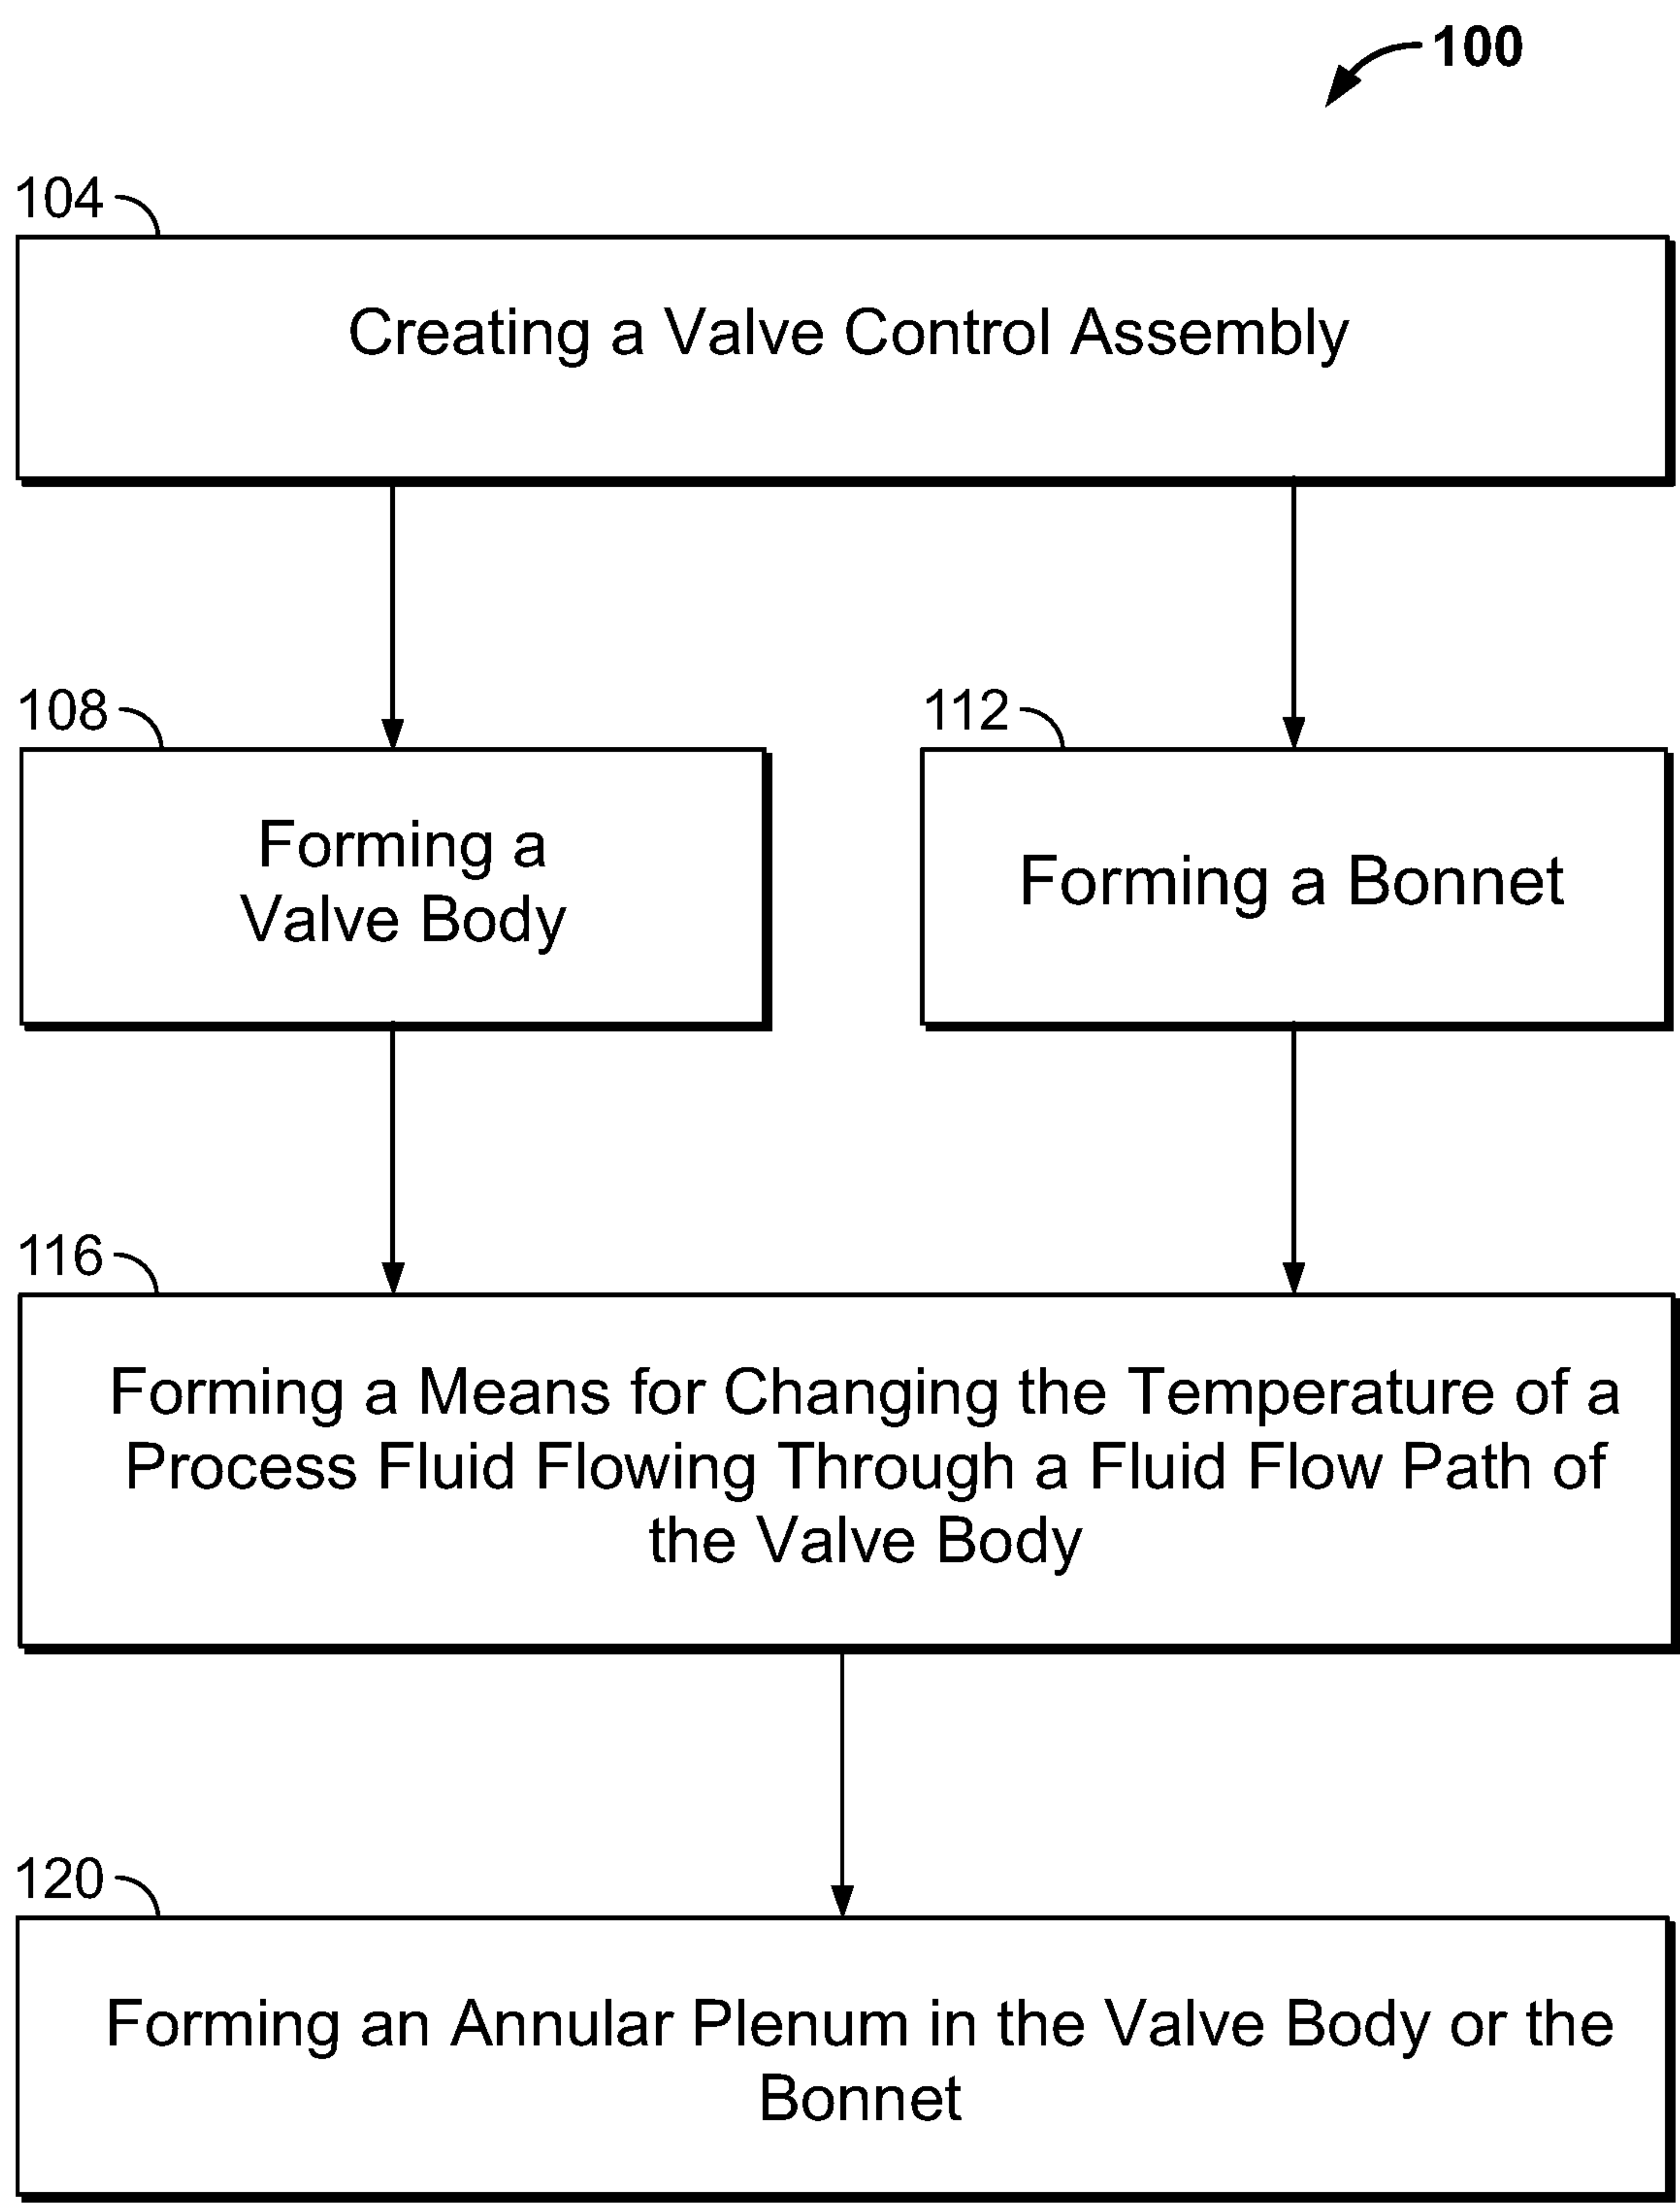 100
104
Creating a Valve Control Assembly
108
Forming a
Valve Body
112
Forming a Bonnet
116
Forming a Means for Changing the Temperature of a
Process Fluid Flowing Through a Fluid Flow Path of
the Valve Body
120
Forming an Annular Plenum in the Valve Body or the
Bonnet